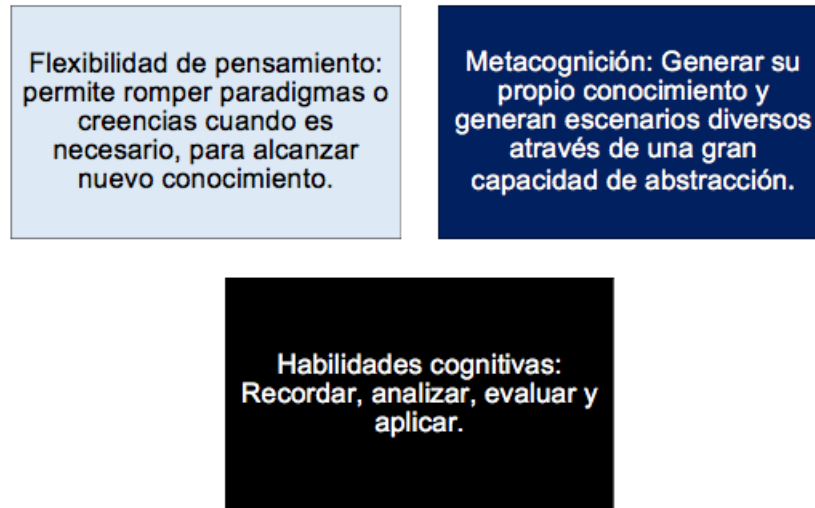 Flexibilidad de pensamiento:
permite romper paradigmas o
creencias cuando es
necesario, para alcanzar
nuevo conocimiento.
Metacognición: Generar su
propio conocimiento y
generan escenarios diversos
através de una gran
capacidad de abstracción.
Habilidades cognitivas:
Recordar, analizar, evaluar y
aplicar.